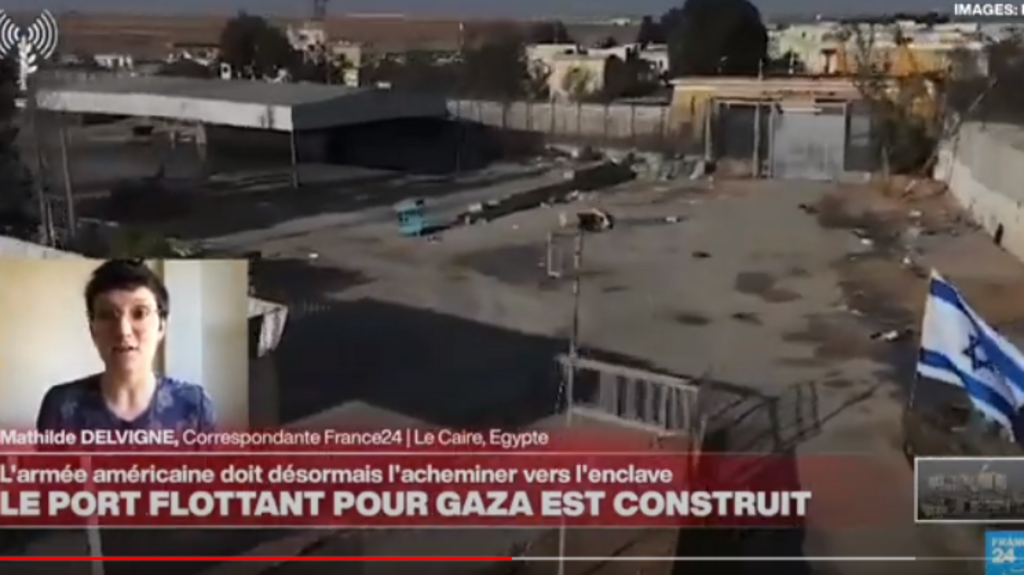 IMAGES:
Mathilde DELVIGNE, Correspondante France24 | Le Caire, Egypte
L'armée américaine doit désormais l'acheminer vers l'enclave
LE PORT FLOTTANT POUR GAZA EST CONSTRUIT
24